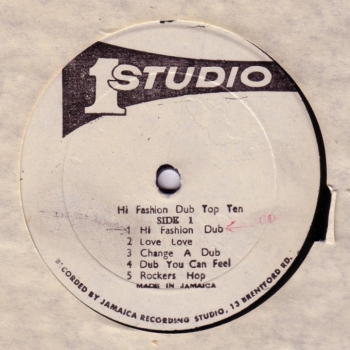 1 STUDIO
Hi Fashion Dub Top Ten
SIDE 1
1 Hi Fashion Dub
2 Love Love
3 Change A Dub
4 Dub You Can Feel
5 Rockers Hop
MADE IN JAMAICA
RECORDED BY JAMAICA RECORDING STUDIO, 13 BRENTFORD RD.